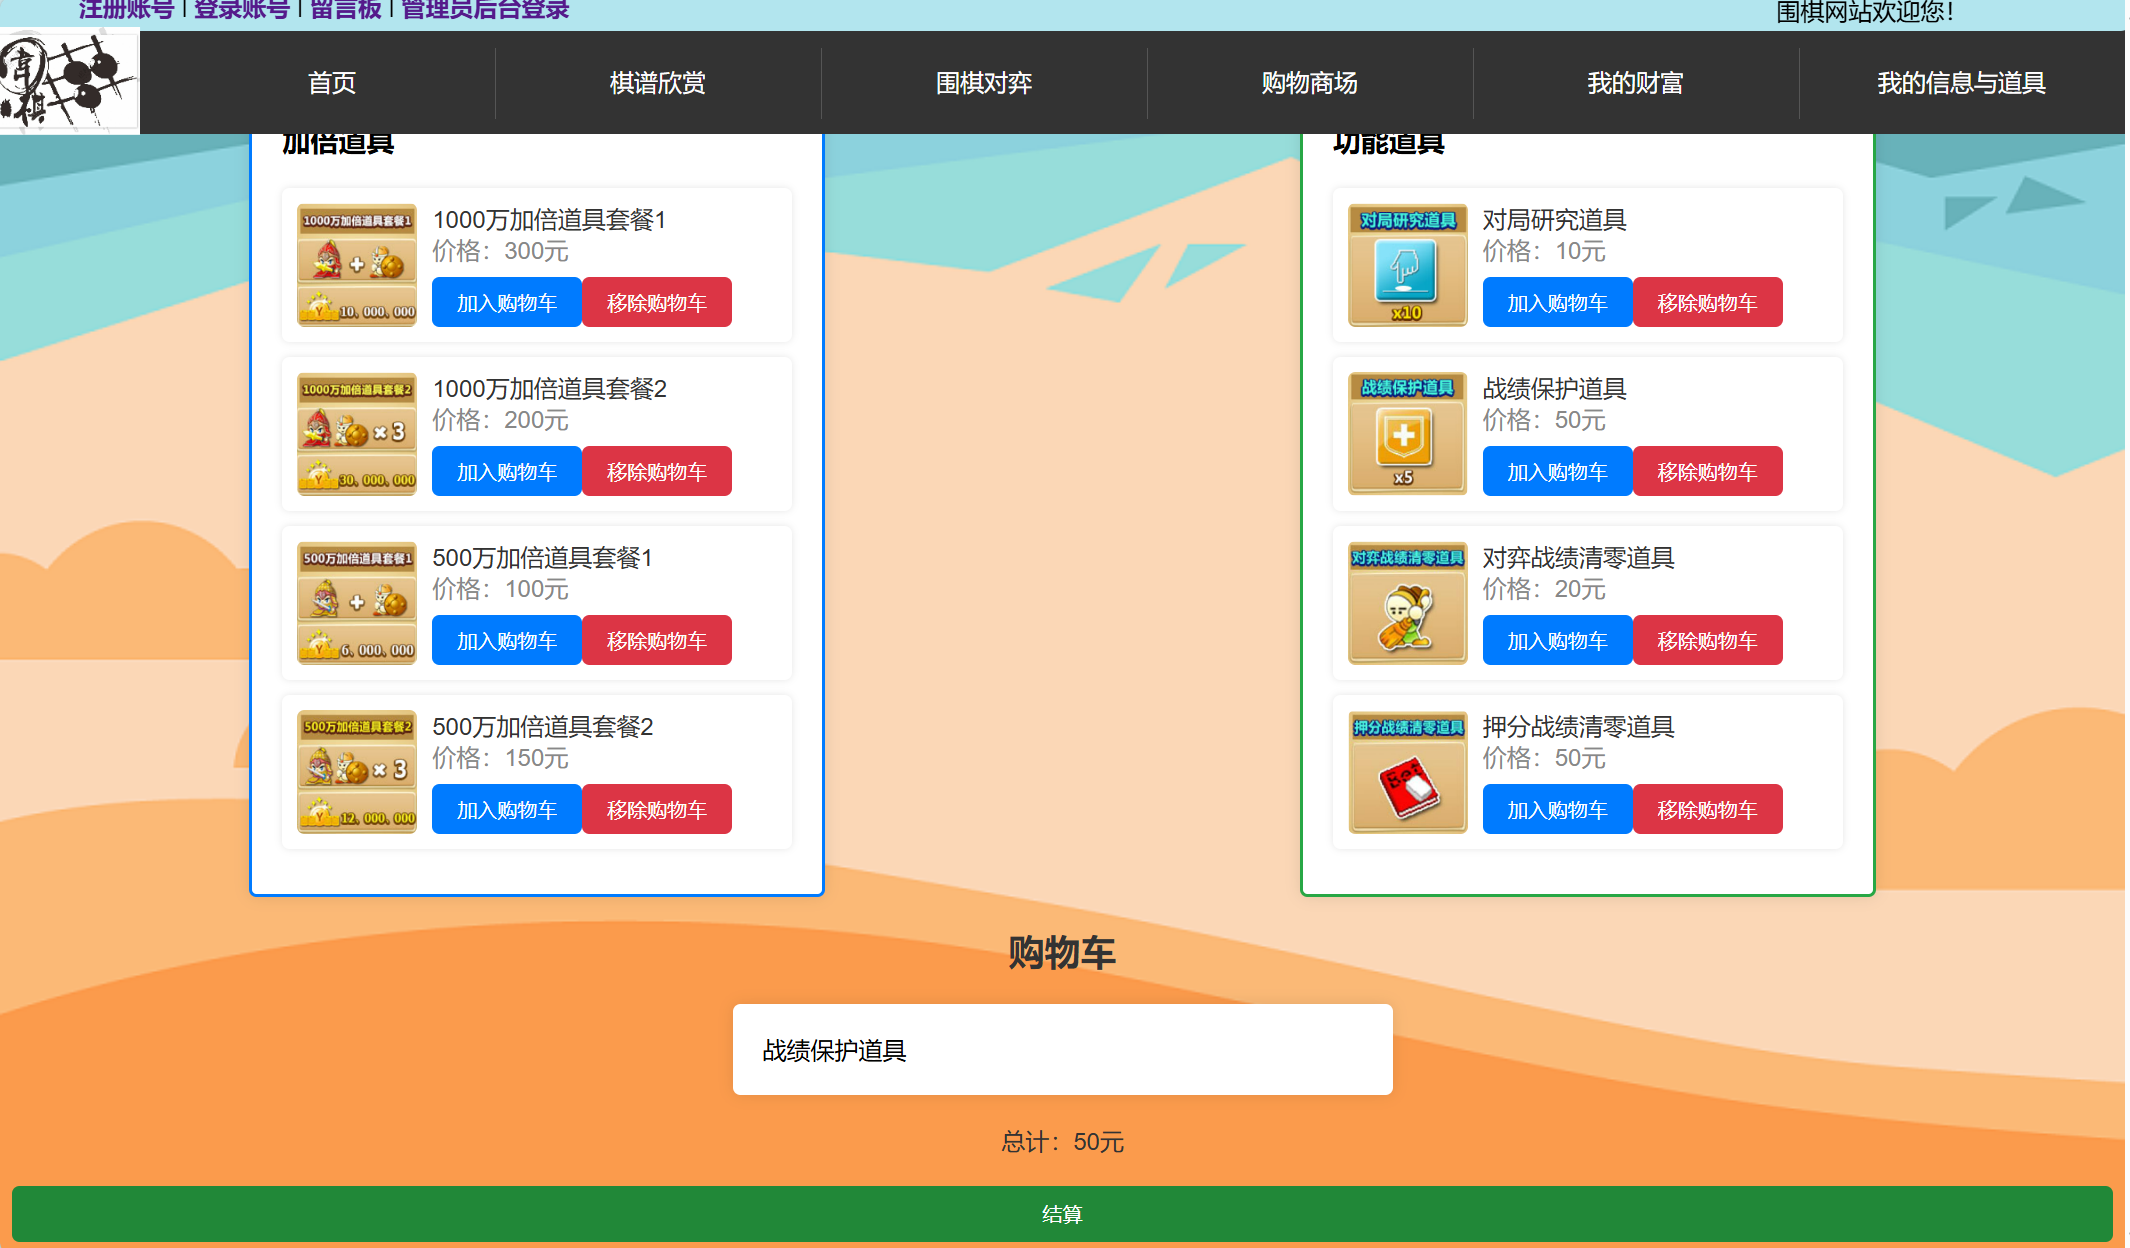 注册账号 | 登录账号 | 留言板 | 管理员后台登录
围棋网站欢迎您！
围棋
首页
棋谱欣赏
围棋对弈
购物商场
我的财富
我的信息与道具
加倍道具
1000万加倍道具套餐1
10,000,000
1000万加倍道具套餐1
价格：300元
加入购物车
移除购物车
1000万加倍道具套餐2
×3
30,000,000
1000万加倍道具套餐2
价格：200元
加入购物车
移除购物车
500万加倍道具套餐1
6,000,000
500万加倍道具套餐1
价格：100元
加入购物车
移除购物车
500万加倍道具套餐2
×3
12,000,000
500万加倍道具套餐2
价格：150元
加入购物车
移除购物车
功能道具
对局研究道具
x10
对局研究道具
价格：10元
加入购物车
移除购物车
战绩保护道具
x5
战绩保护道具
价格：50元
加入购物车
移除购物车
对弈战绩清零道具
对弈战绩清零道具
价格：20元
加入购物车
移除购物车
押分战绩清零道具
Bet
押分战绩清零道具
价格：50元
加入购物车
移除购物车
购物车
战绩保护道具
总计：50元
结算